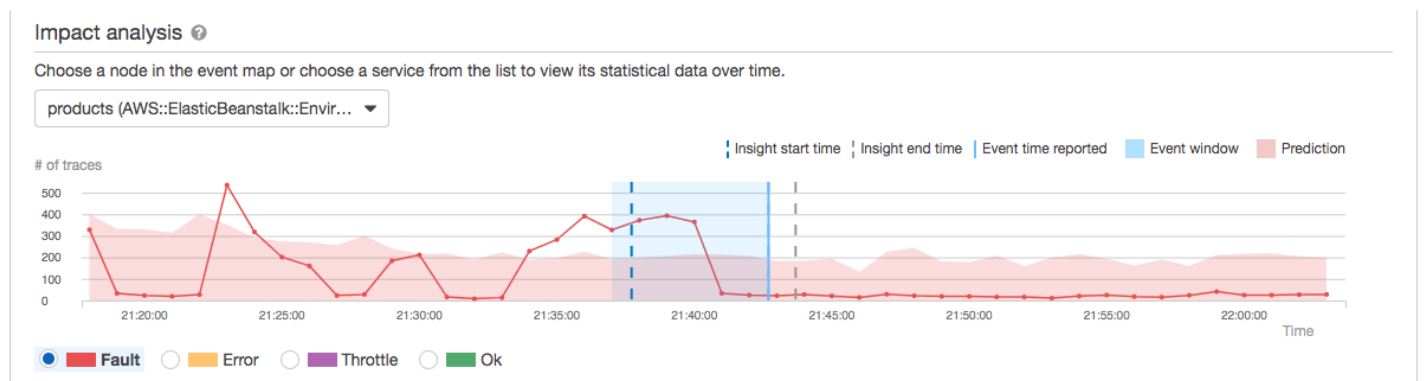 Impact analysis ?
Choose a node in the event map or choose a service from the list to view its statistical data over time.
products (AWS::ElasticBeanstalk::Envir...
Insight start time Insight end time Event time reported Event window Prediction
# of traces
500
400
300
200
100
0
21:20:00 21:25:00 21:30:00 21:35:00 21:40:00 21:45:00 21:50:00 21:55:00 22:00:00
Time
Fault Error Throttle Ok